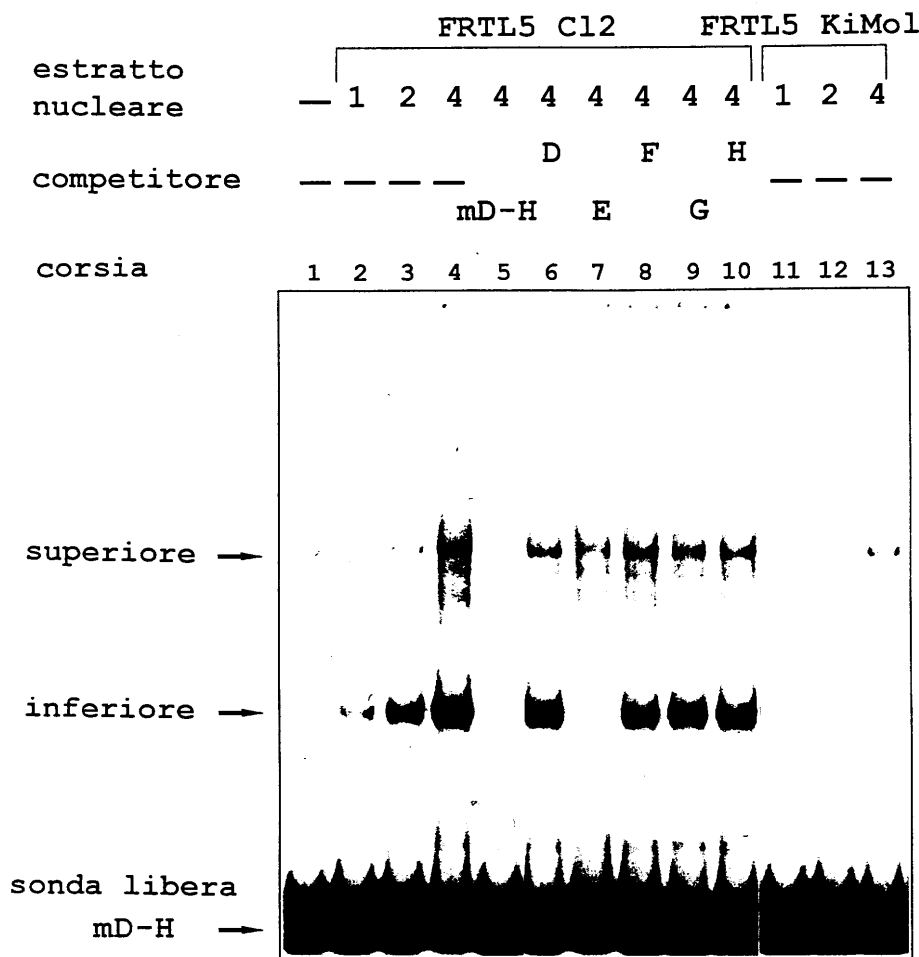 FRTL5 Cl2 FRTL5 KiMol
estratto
nucleare — 1 2 4 4 4 4 4 4 4 1 2 4
D F H
competitore — — — — — — —
mD-H E G
corsia 1 2 3 4 5 6 7 8 9 10 11 12 13
superiore
inferiore
sonda libera
mD-H